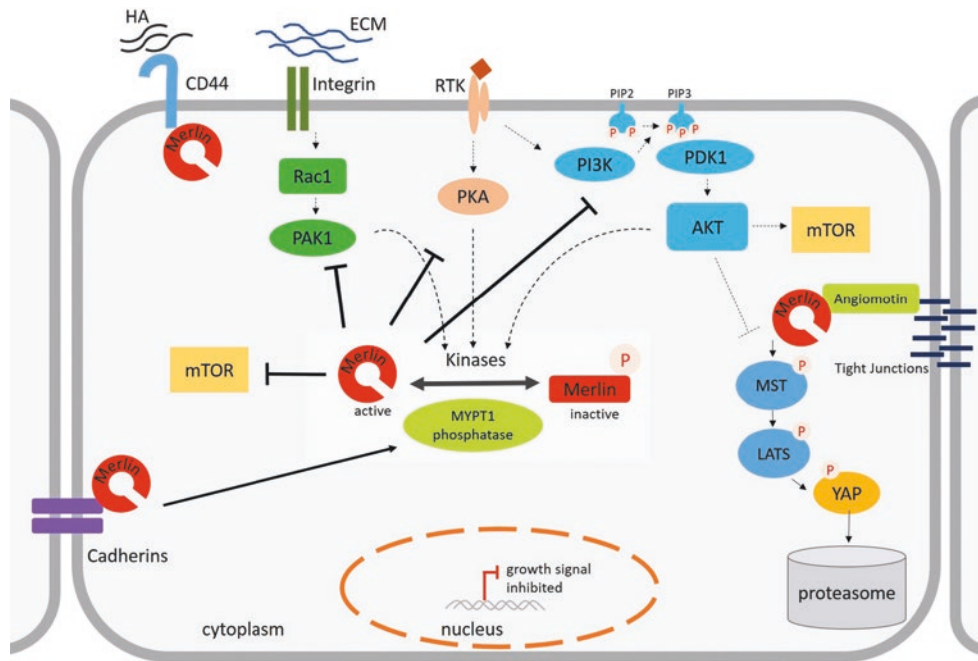 HA
ECM
CD44
Integrin
RTK
PIP2
PIP3
P P
P P P
Merlin
Rac1
PI3K
PDK1
PKA
PAK1
AKT
mTOR
Merlin
Angiomotin
Tight Junctions
Kinases
P
mTOR
Merlin
active
Merlin
inactive
MYPT1
phosphatase
P
MST
P
LATS
P
YAP
Merlin
Cadherins
proteasome
growth signal
inhibited
cytoplasm
nucleus